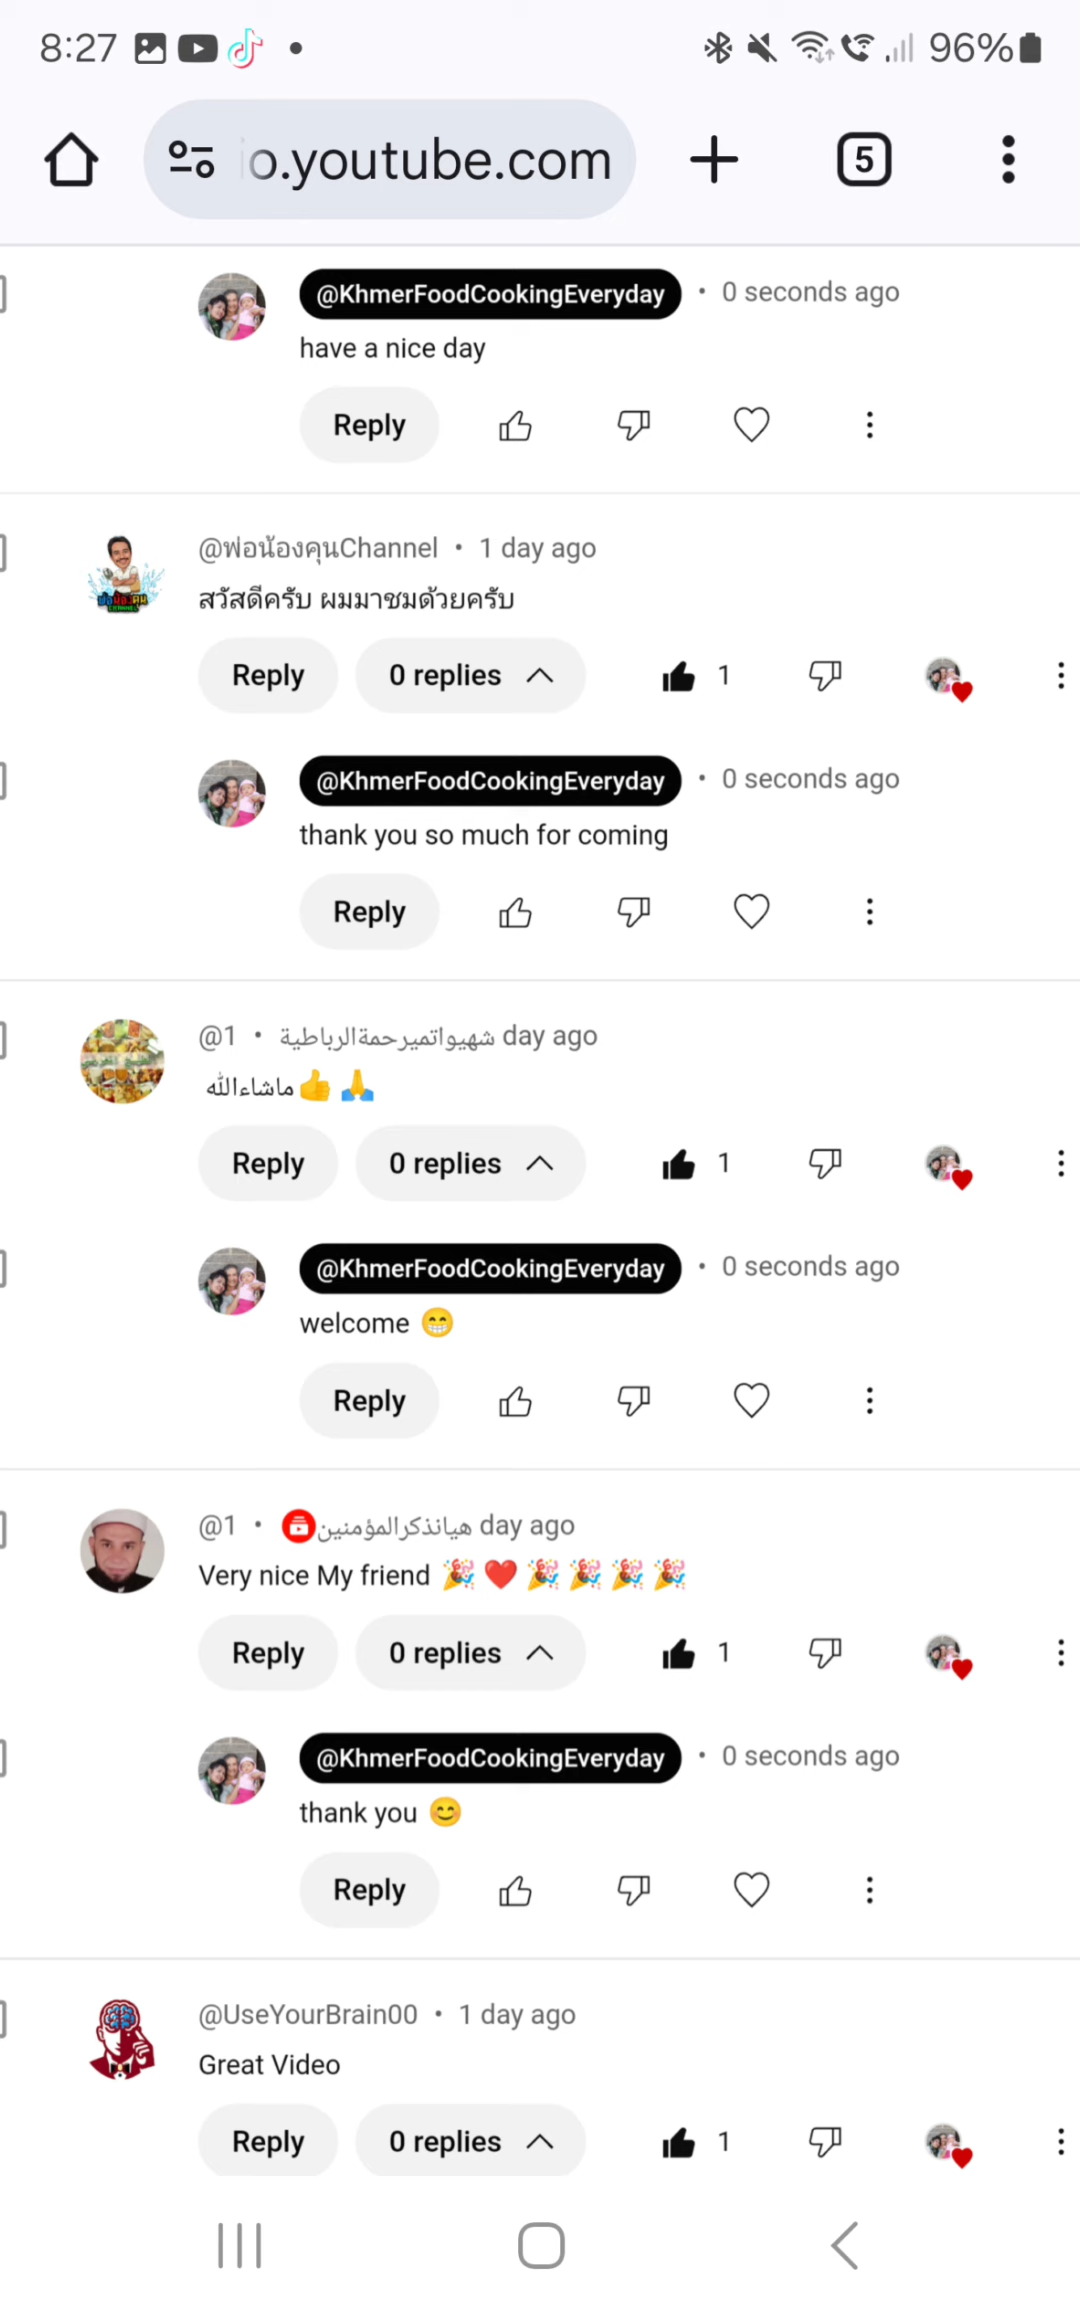 8:27 96%
o.youtube.com 5
@KhmerFoodCookingEveryday • 0 seconds ago
have a nice day
Reply
@พ่อน้องคุนChannel • 1 day ago
สวัสดีครับ ผมมาชมด้วยครับ
Reply 0 replies 1
@KhmerFoodCookingEveryday • 0 seconds ago
thank you so much for coming
Reply
@1 • شهيواتميرحمةالرباطية day ago
ماشاءالله👍🙏
Reply 0 replies 1
@KhmerFoodCookingEveryday • 0 seconds ago
welcome 😁
Reply
@1 • هيانذكرالمؤمنين day ago
Very nice My friend 🎉❤️🎉🎉🎉🎉
Reply 0 replies 1
@KhmerFoodCookingEveryday • 0 seconds ago
thank you 😊
Reply
@UseYourBrain00 • 1 day ago
Great Video
Reply 0 replies 1